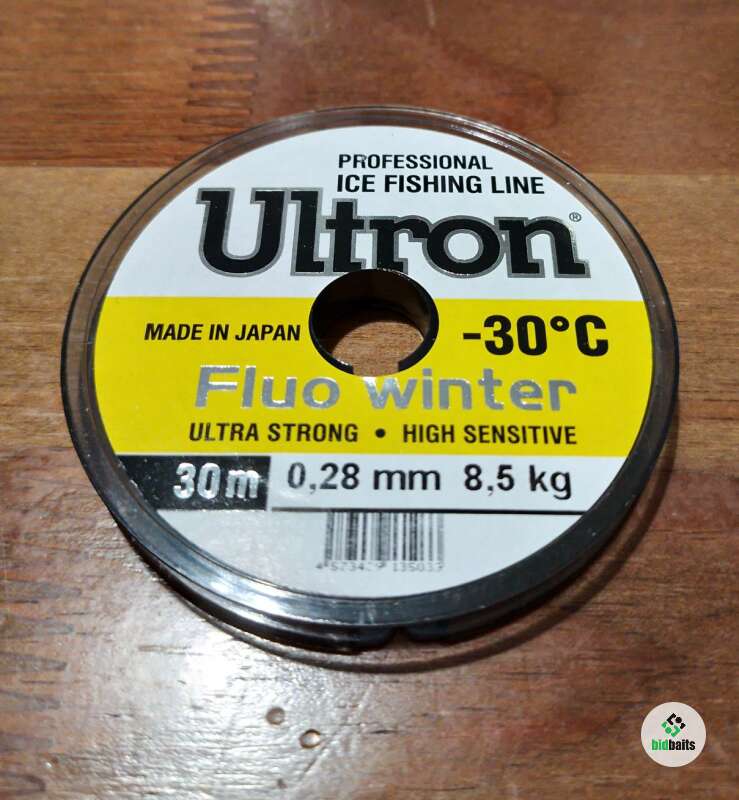 PROFESSIONAL
ICE FISHING LINE
Ultron®
MADE IN JAPAN
-30°C
Fluo winter
ULTRA STRONG • HIGH SENSITIVE
30m 0,28 mm 8,5 kg
bidbaits